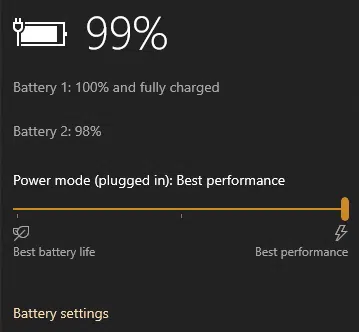 99%
Battery 1: 100% and fully charged
Battery 2: 98%
Power mode (plugged in): Best performance
Best battery life Best performance
Battery settings